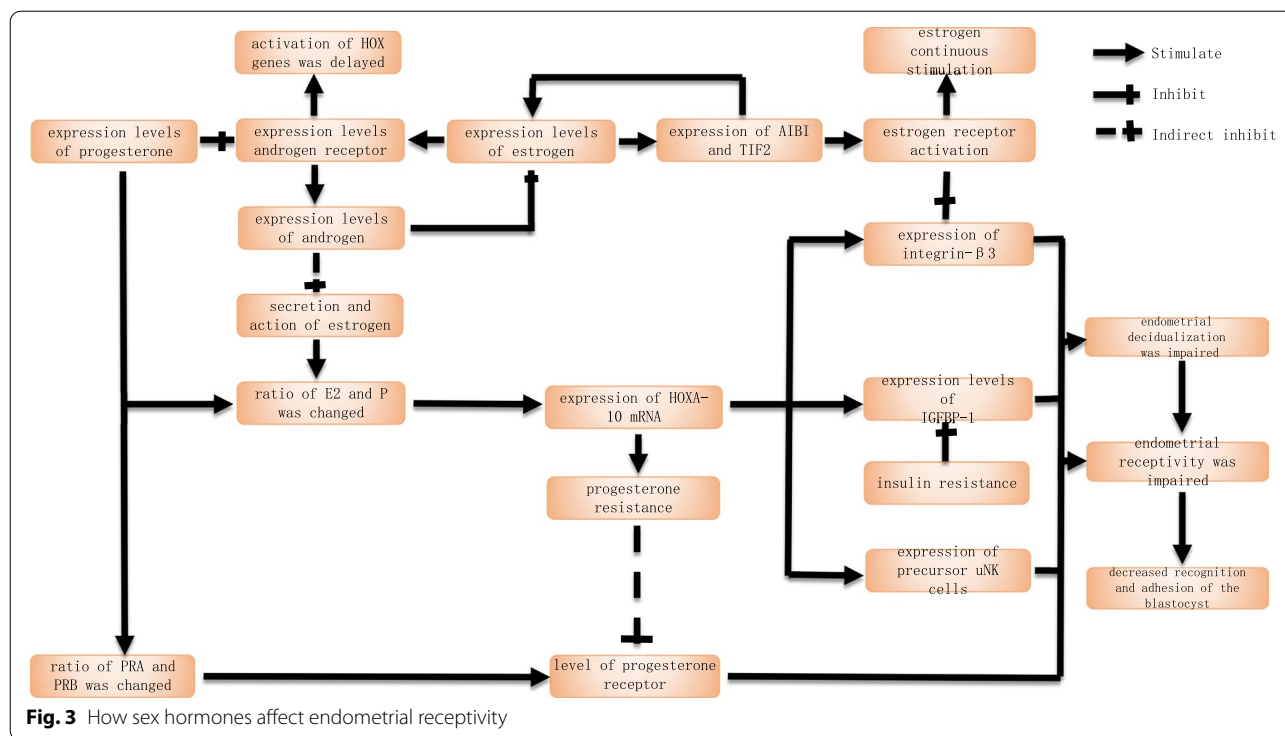 activation of HOX
genes was delayed
estrogen
continuous
stimulation
Stimulate
Inhibit
Indirect inhibit
expression levels
of progesterone
expression levels
androgen receptor
expression levels
of estrogen
expression of AIBI
and TIF2
estrogen receptor
activation
expression levels
of androgen
expression of
integrin-β3
secretion and
action of estrogen
endometrial
decidualization
was impaired
ratio of E2 and P
was changed
expression of HOXA-
10 mRNA
expression levels
of
IGFBP-1
endometrial
receptivity was
impaired
insulin resistance
progesterone
resistance
expression of
precursor uNK
cells
decreased recognition
and adhesion of the
blastocyst
ratio of PRA and
PRB was changed
level of progesterone
receptor
Fig. 3 How sex hormones affect endometrial receptivity